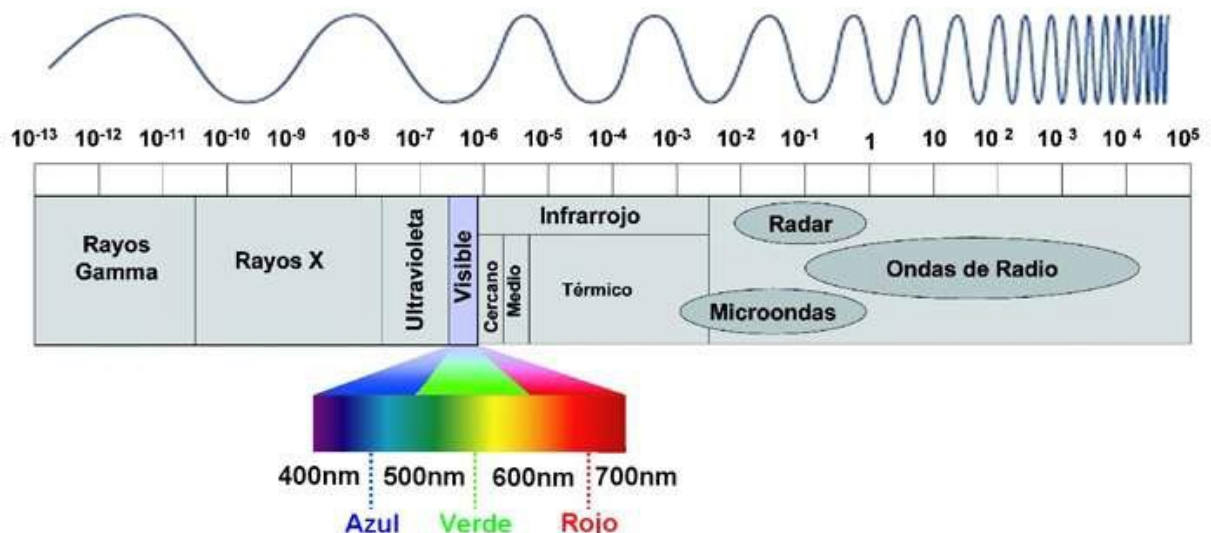 10-13 10-12 10-11 10-10 10-9 10-8 10-7 10-6 10-5 10-4 10-3 10-2 10-1 1 10 10 2 10 3 10 4 10 5
Rayos
Gamma
Rayos X
Ultravioleta
Visible
Infrarrojo
Cercano
Medio
Térmico
Radar
Ondas de Radio
Microondas
400nm 500nm 600nm 700nm
Azul Verde Rojo